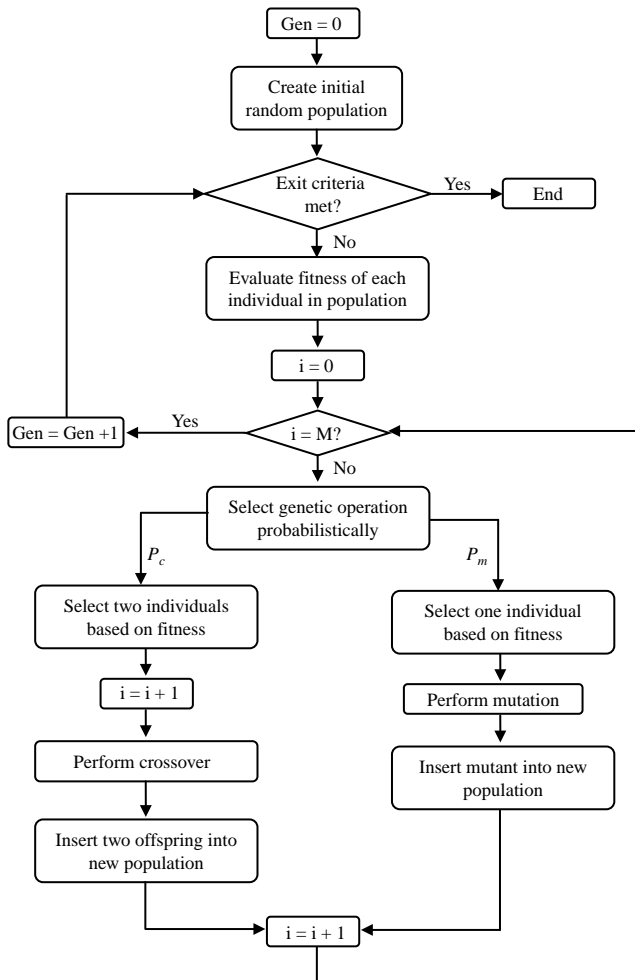 Gen = 0
Create initial
random population
Exit criteria
met?
Yes
End
No
Evaluate fitness of each
individual in population
i = 0
Gen = Gen +1
Yes
i = M?
No
Select genetic operation
probabilistically
Pc
Pm
Select two individuals
based on fitness
Select one individual
based on fitness
i = i + 1
Perform mutation
Perform crossover
Insert mutant into new
population
Insert two offspring into
new population
i = i + 1